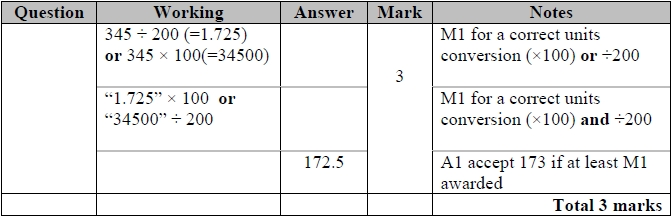 Question Working Answer Mark Notes
345 ÷ 200 (=1.725) M1 for a correct units
or 345 × 100(=34500) conversion (×100) or ÷200
3
“1.725” × 100 or M1 for a correct units
“34500” ÷ 200 conversion (×100) and ÷200
172.5 A1 accept 173 if at least M1
awarded
Total 3 marks